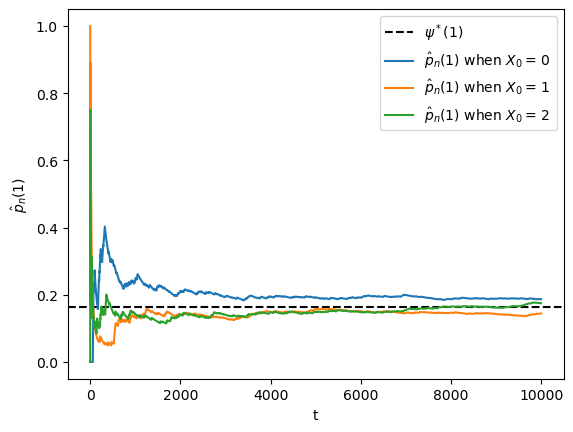 1.0
0.8
0.6
0.4
0.2
0.0
p̂ₙ(1)
ψ*(1)
p̂ₙ(1) when X₀ = 0
p̂ₙ(1) when X₀ = 1
p̂ₙ(1) when X₀ = 2
0 2000 4000 6000 8000 10000
t